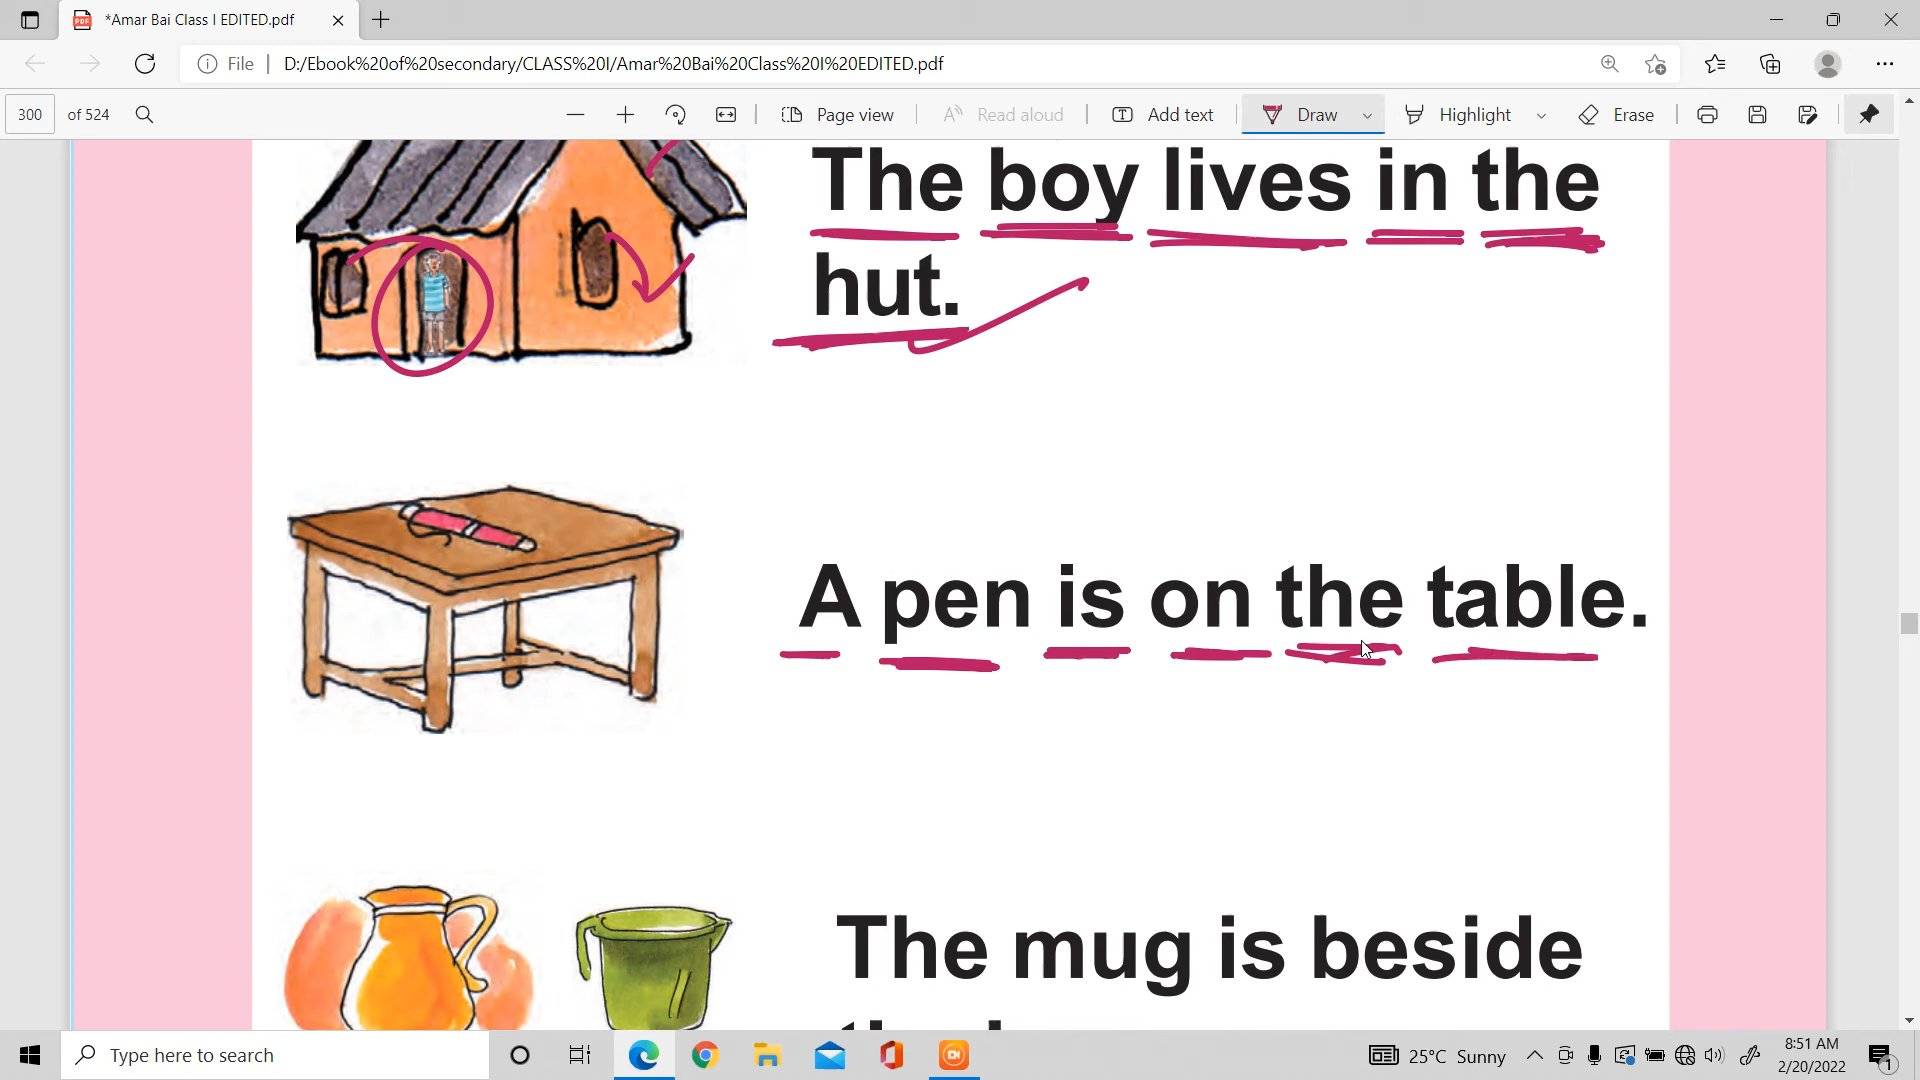 *Amar Bai Class I EDITED.pdf
File D:/Ebook%20of%20secondary/CLASS%20I/Amar%20Bai%20Class%20I%20EDITED.pdf
300 of 524 Page view Read aloud Add text Draw Highlight Erase
The boy lives in the
hut.
A pen is on the table.
The mug is beside
Type here to search
25°C Sunny
8:51 AM
2/20/2022
1